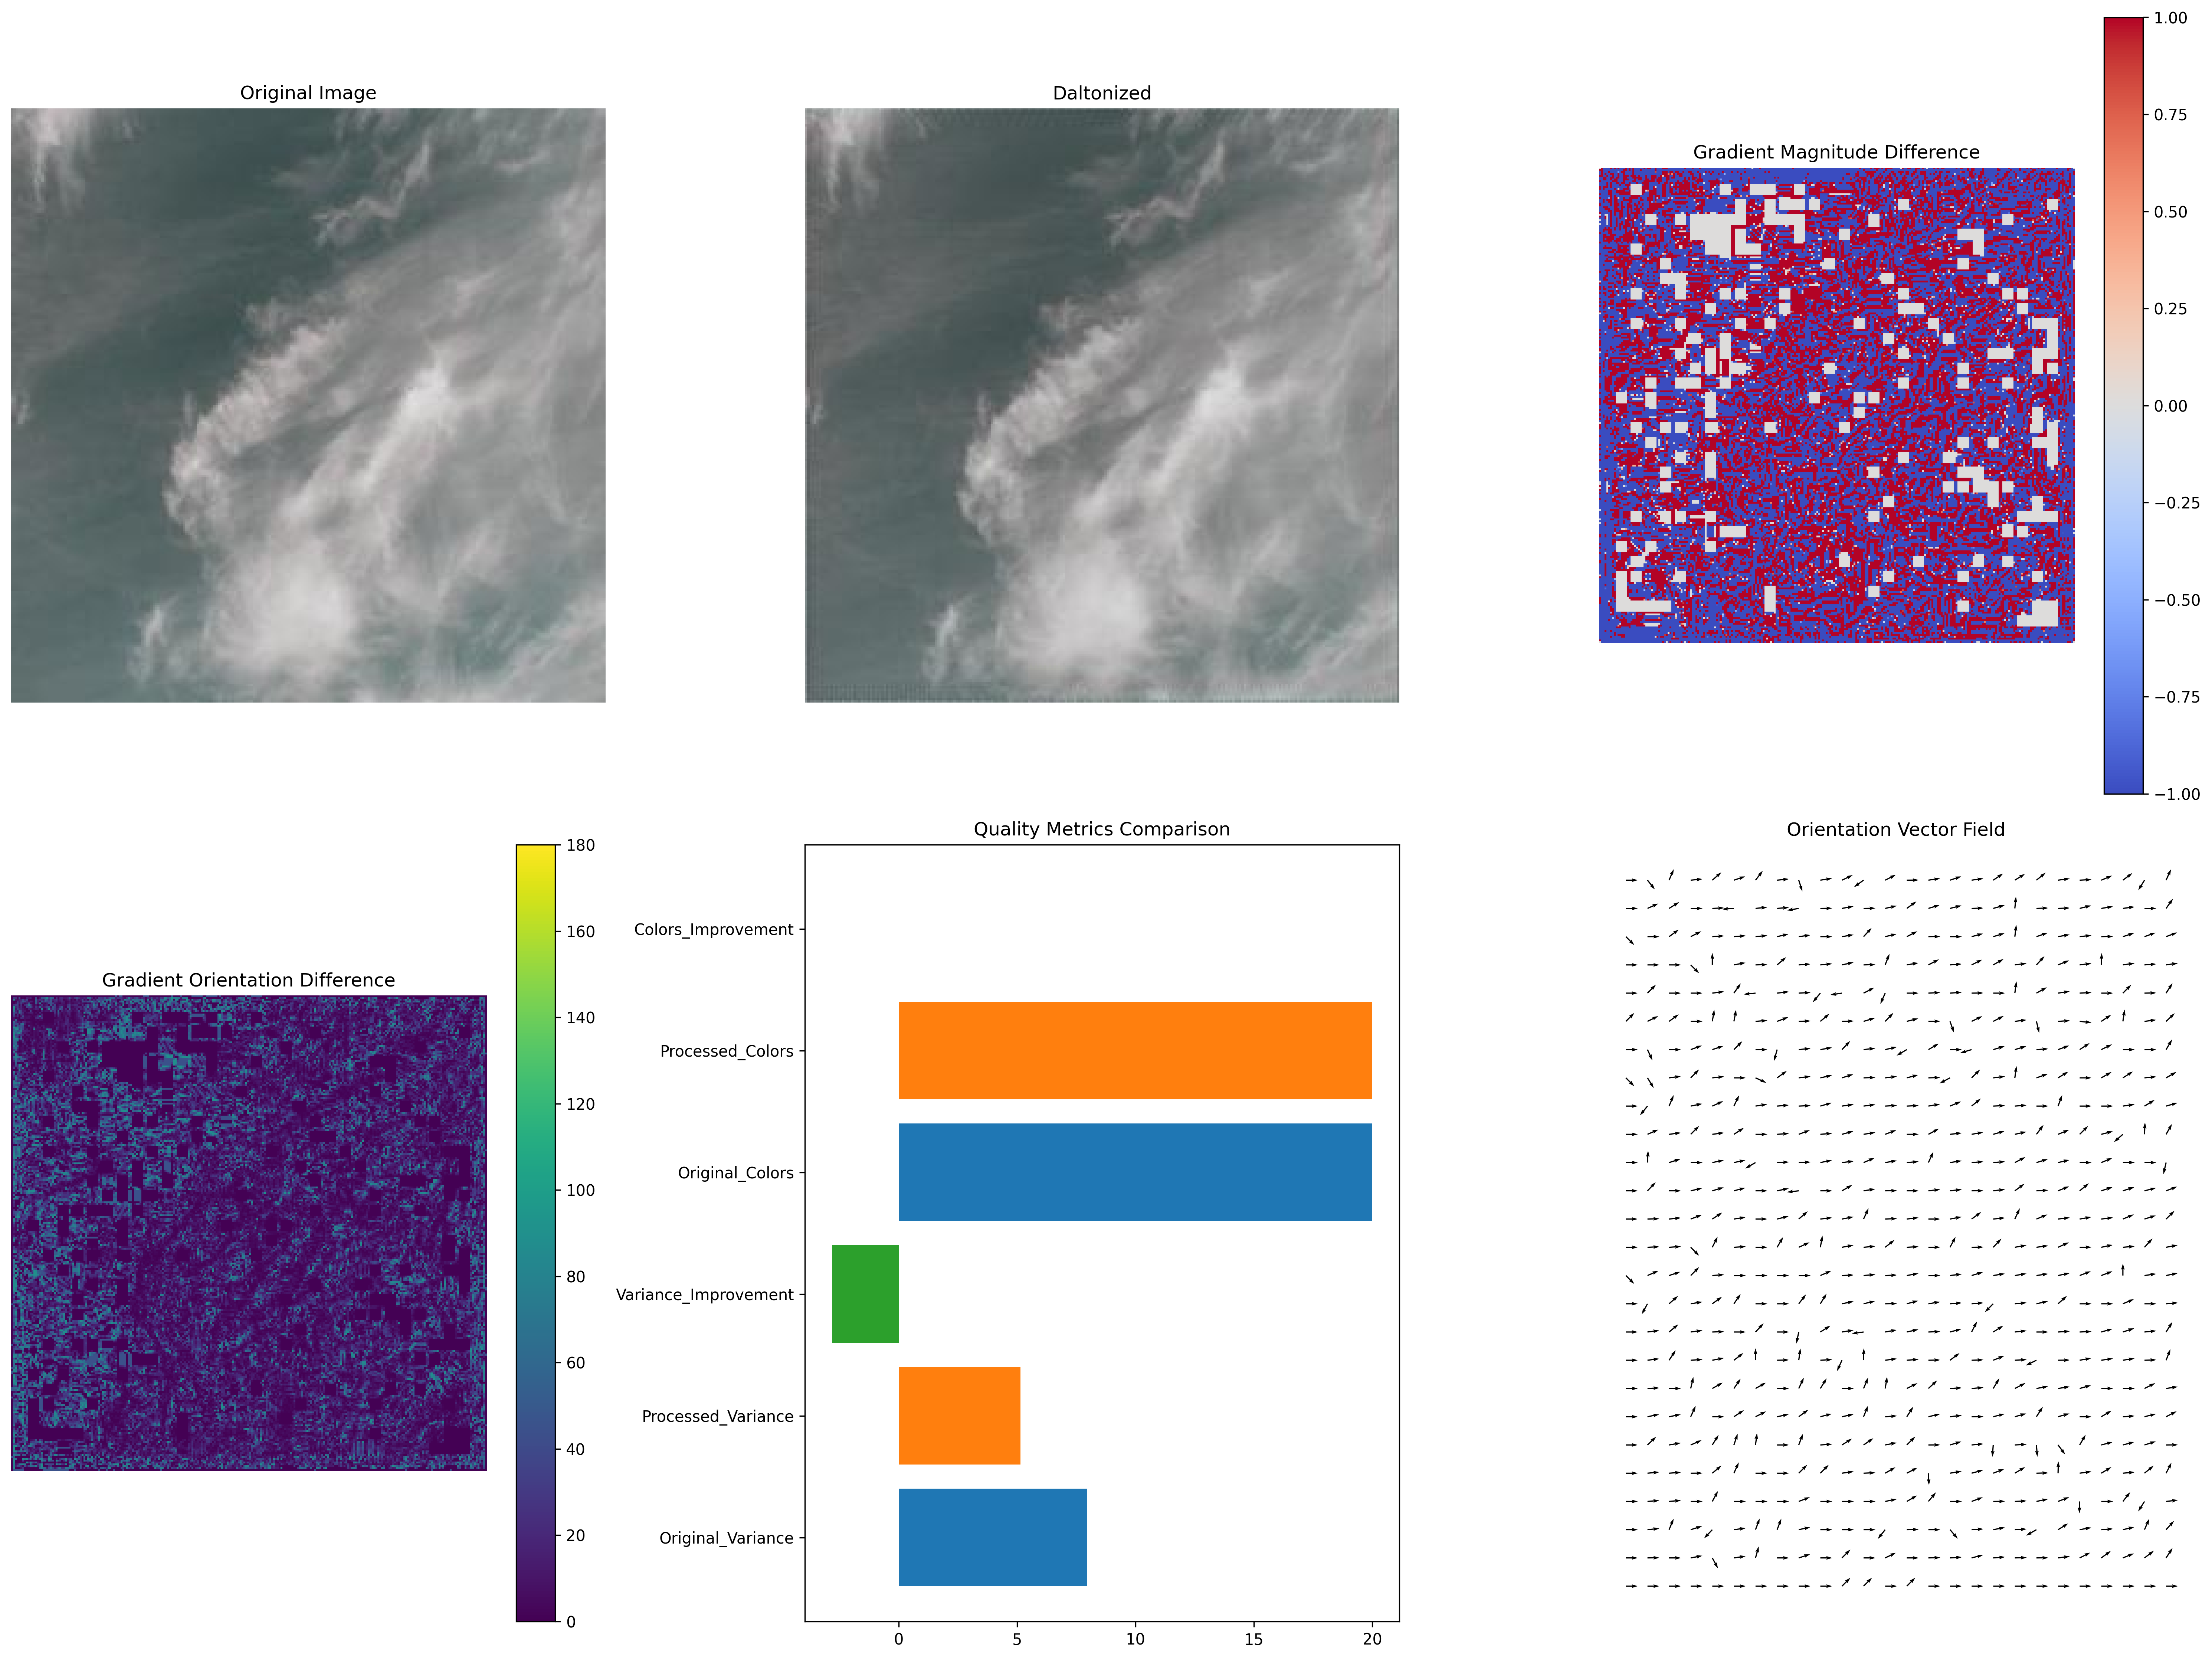 Original Image
Daltonized
Gradient Magnitude Difference
1.00
0.75
0.50
0.25
0.00
−0.25
−0.50
−0.75
−1.00
Gradient Orientation Difference
180
160
140
120
100
80
60
40
20
0
Quality Metrics Comparison
Colors_Improvement
Processed_Colors
Original_Colors
Variance_Improvement
Processed_Variance
Original_Variance
0 5 10 15 20
Orientation Vector Field